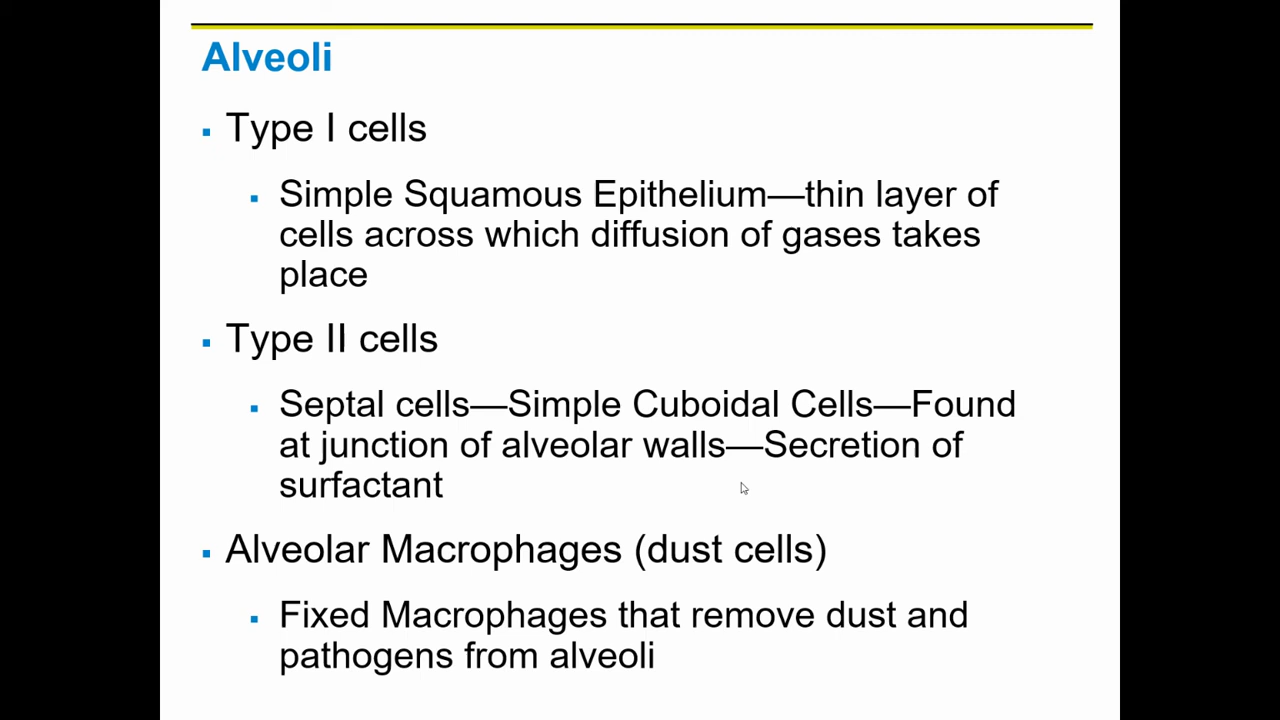 Alveoli
▪ Type I cells
▪ Simple Squamous Epithelium—thin layer of
cells across which diffusion of gases takes
place
▪ Type II cells
▪ Septal cells—Simple Cuboidal Cells—Found
at junction of alveolar walls—Secretion of
surfactant
▪ Alveolar Macrophages (dust cells)
▪ Fixed Macrophages that remove dust and
pathogens from alveoli